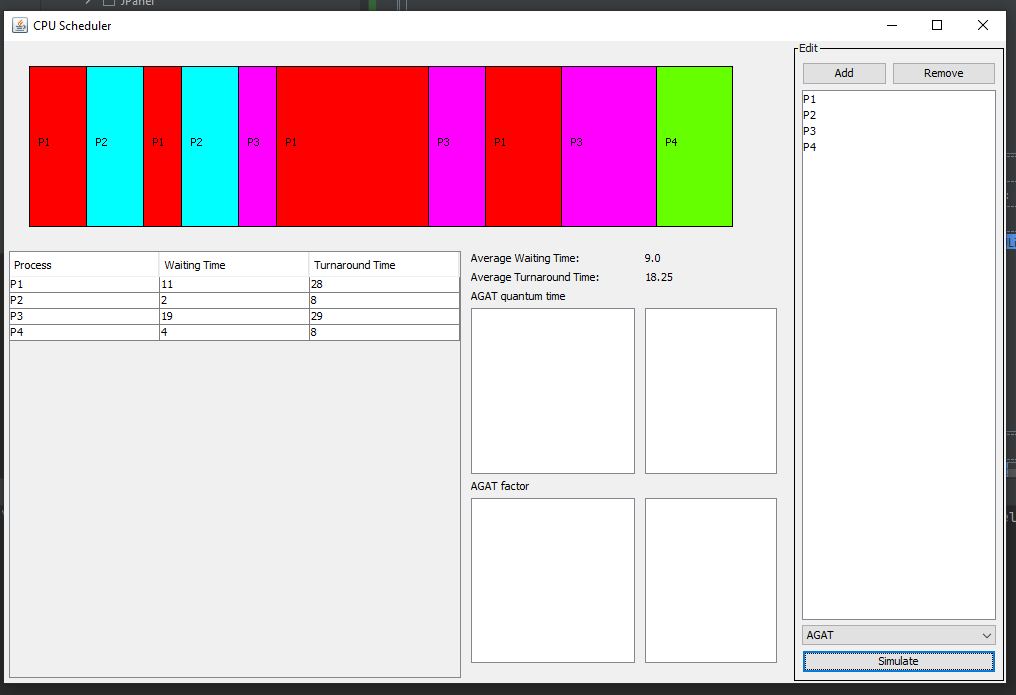 JPanel
CPU Scheduler
Edit
Add Remove
P1
P2
P3
P4
P1 P2 P1 P2 P3 P1 P3 P1 P3 P4
Process Waiting Time Turnaround Time
P1 11 28
P2 2 8
P3 19 29
P4 4 8
Average Waiting Time: 9.0
Average Turnaround Time: 18.25
AGAT quantum time
AGAT factor
AGAT
Simulate